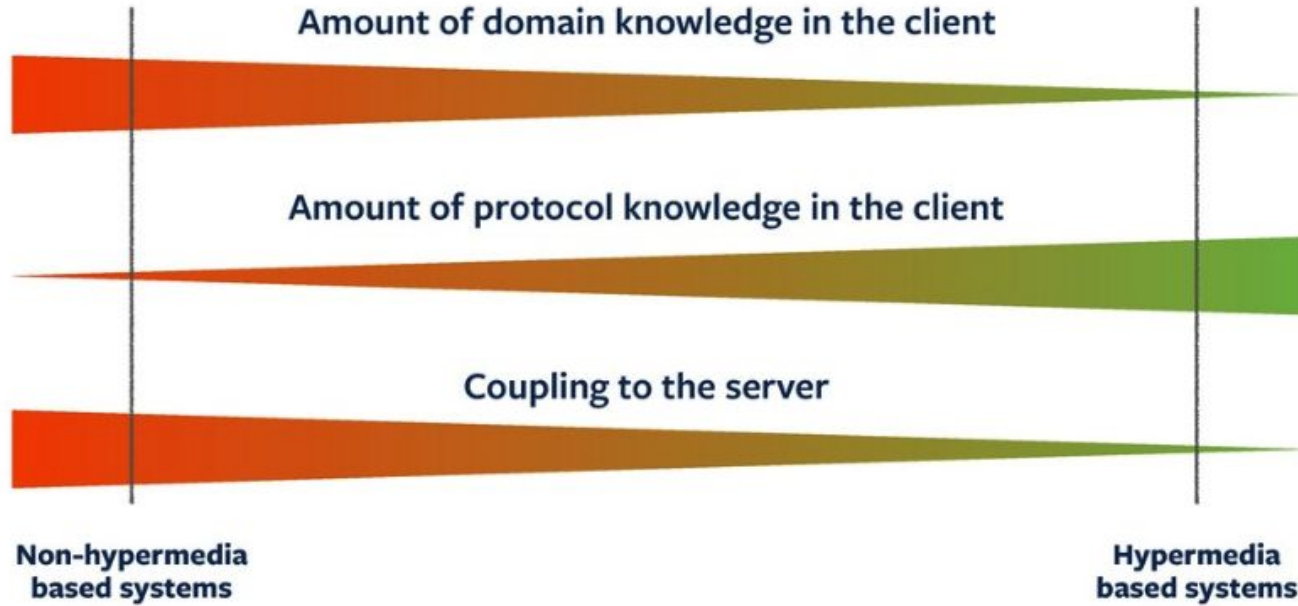 Amount of domain knowledge in the client
Amount of protocol knowledge in the client
Coupling to the server
Non-hypermedia
based systems
Hypermedia
based systems